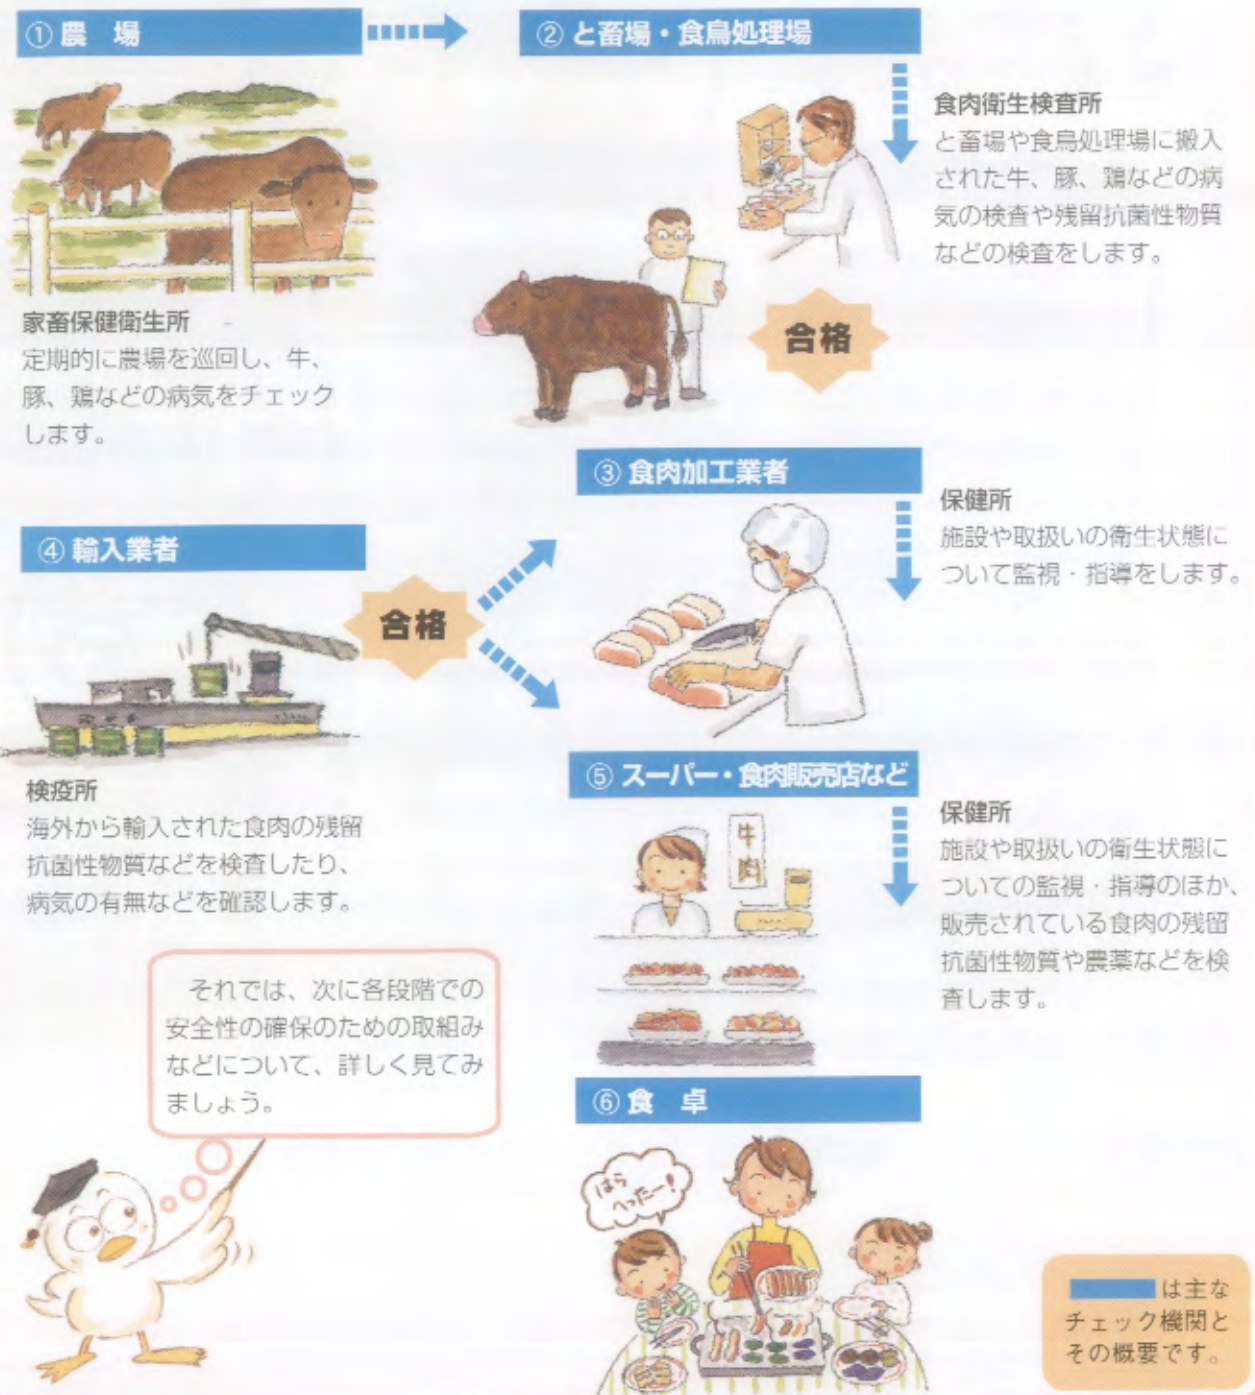 ① 農 場
家畜保健衛生所
定期的に農場を巡回し、牛、
豚、鶏などの病気をチェック
します。
② と畜場・食鳥処理場
食肉衛生検査所
と畜場や食鳥処理場に搬入
された牛、豚、鶏などの病
気の検査や残留抗菌性物質
などの検査をします。
合格
③ 食肉加工業者
保健所
施設や取扱いの衛生状態に
ついて監視・指導をします。
④ 輸入業者
合格
検疫所
海外から輸入された食肉の残留
抗菌性物質などを検査したり、
病気の有無などを確認します。
⑤ スーパー・食肉販売店など
牛
肉
保健所
施設や取扱いの衛生状態に
ついての監視・指導のほか、
販売されている食肉の残留
抗菌性物質や農薬などを検
査します。
それでは、次に各段階での
安全性の確保のための取組み
などについて、詳しく見てみ
ましょう。
⑥ 食 卓
はら
へったー!
は主な
チェック機関と
その概要です。